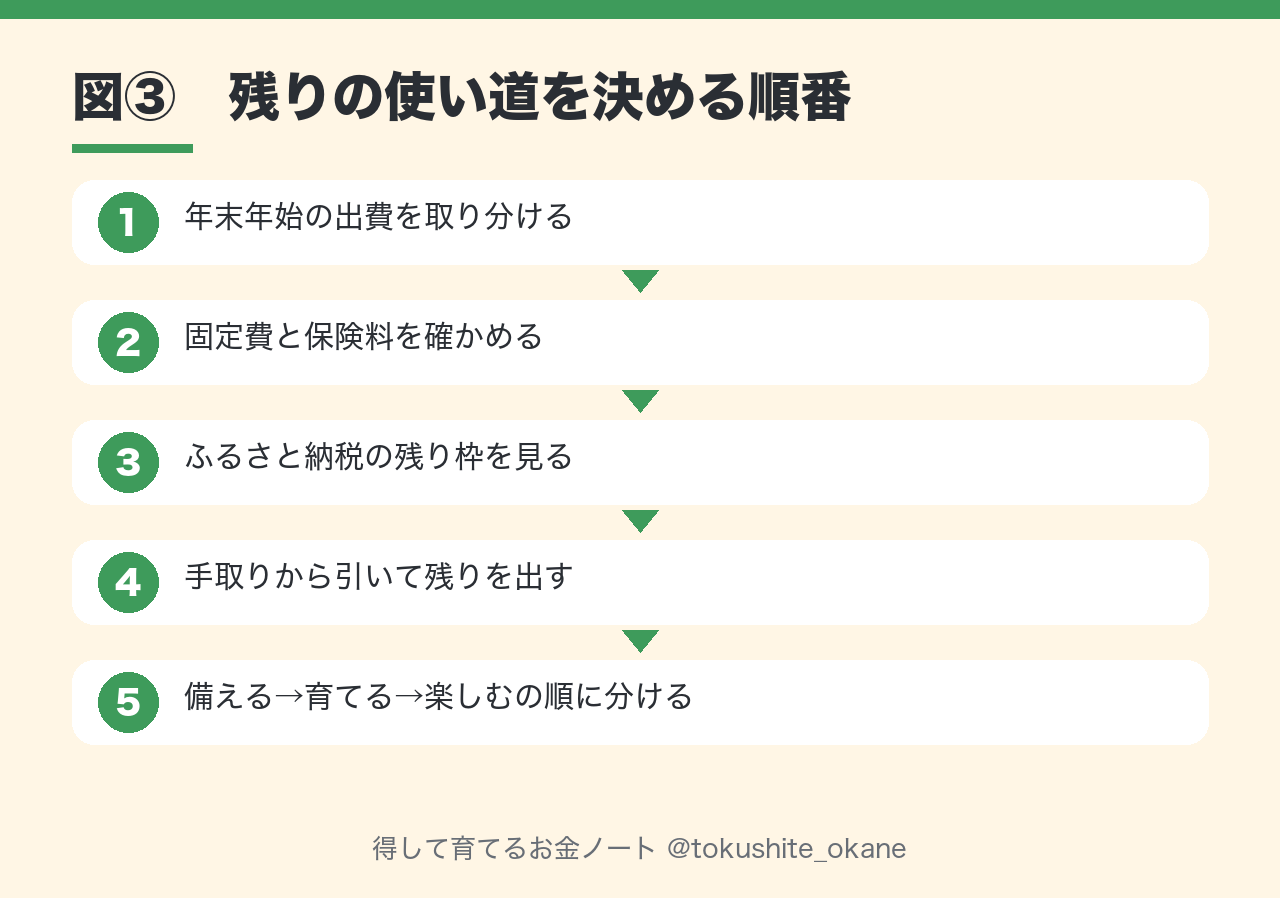 図③　残りの使い道を決める順番
1 年末年始の出費を取り分ける
2 固定費と保険料を確かめる
3 ふるさと納税の残り枠を見る
4 手取りから引いて残りを出す
5 備える→育てる→楽しむの順に分ける
得して育てるお金ノート @tokushite_okane